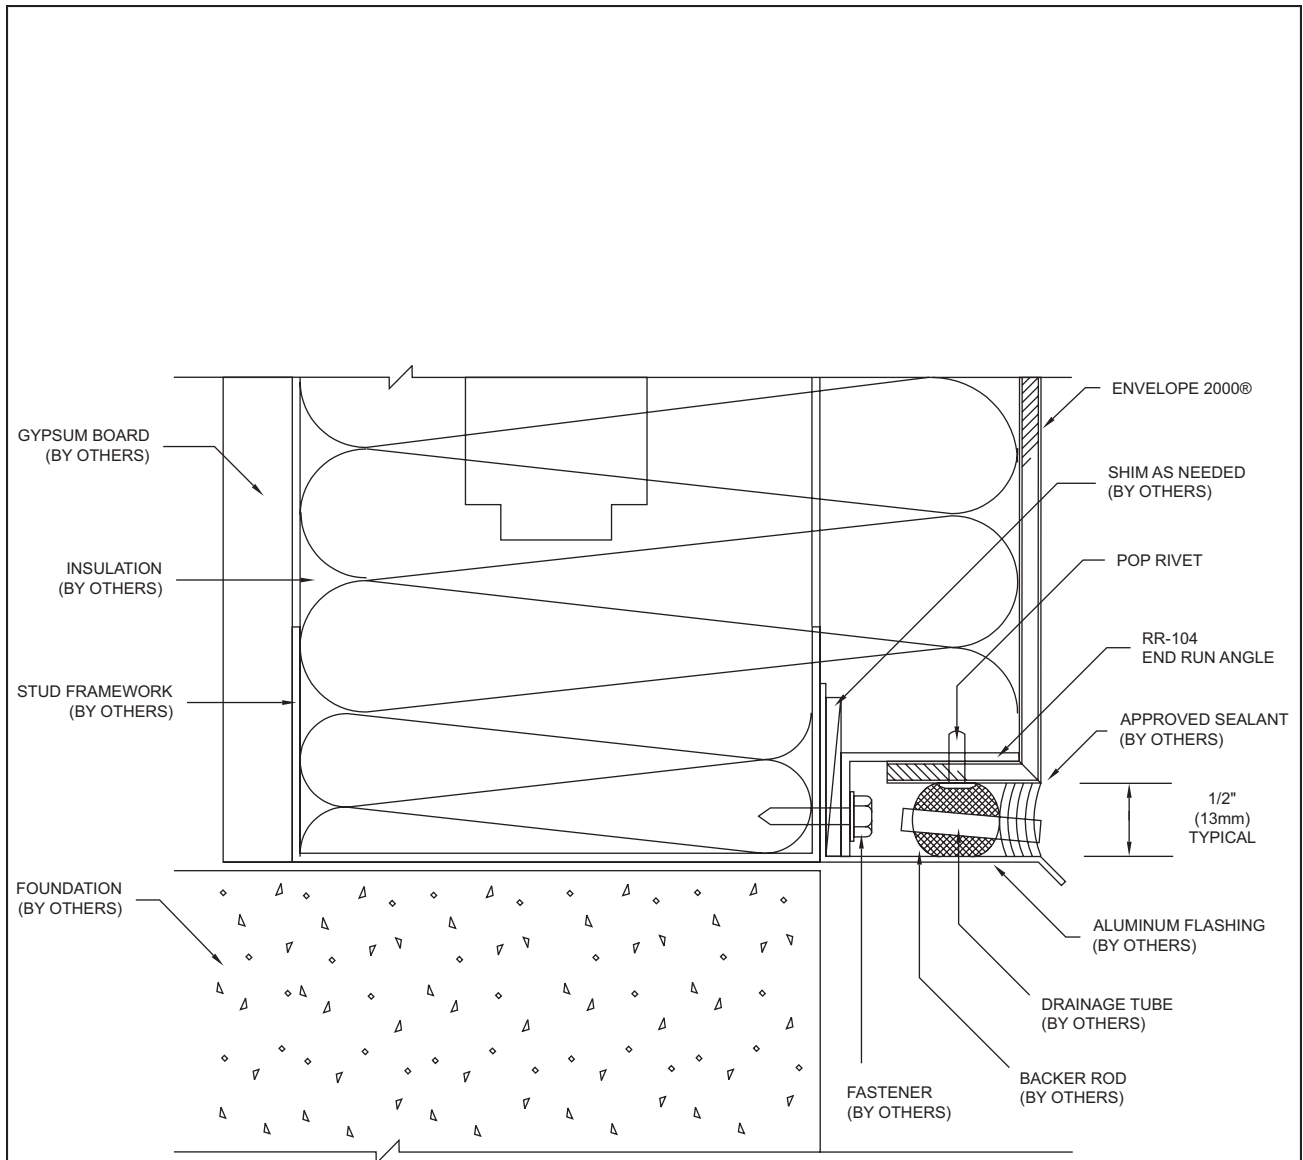 ENVELOPE 2000®
GYPSUM BOARD
(BY OTHERS)
SHIM AS NEEDED
(BY OTHERS)
POP RIVET
INSULATION
(BY OTHERS)
RR-104
END RUN ANGLE
STUD FRAMEWORK
(BY OTHERS)
APPROVED SEALANT
(BY OTHERS)
1/2"
(13mm)
TYPICAL
FOUNDATION
(BY OTHERS)
ALUMINUM FLASHING
(BY OTHERS)
DRAINAGE TUBE
(BY OTHERS)
BACKER ROD
(BY OTHERS)
FASTENER
(BY OTHERS)